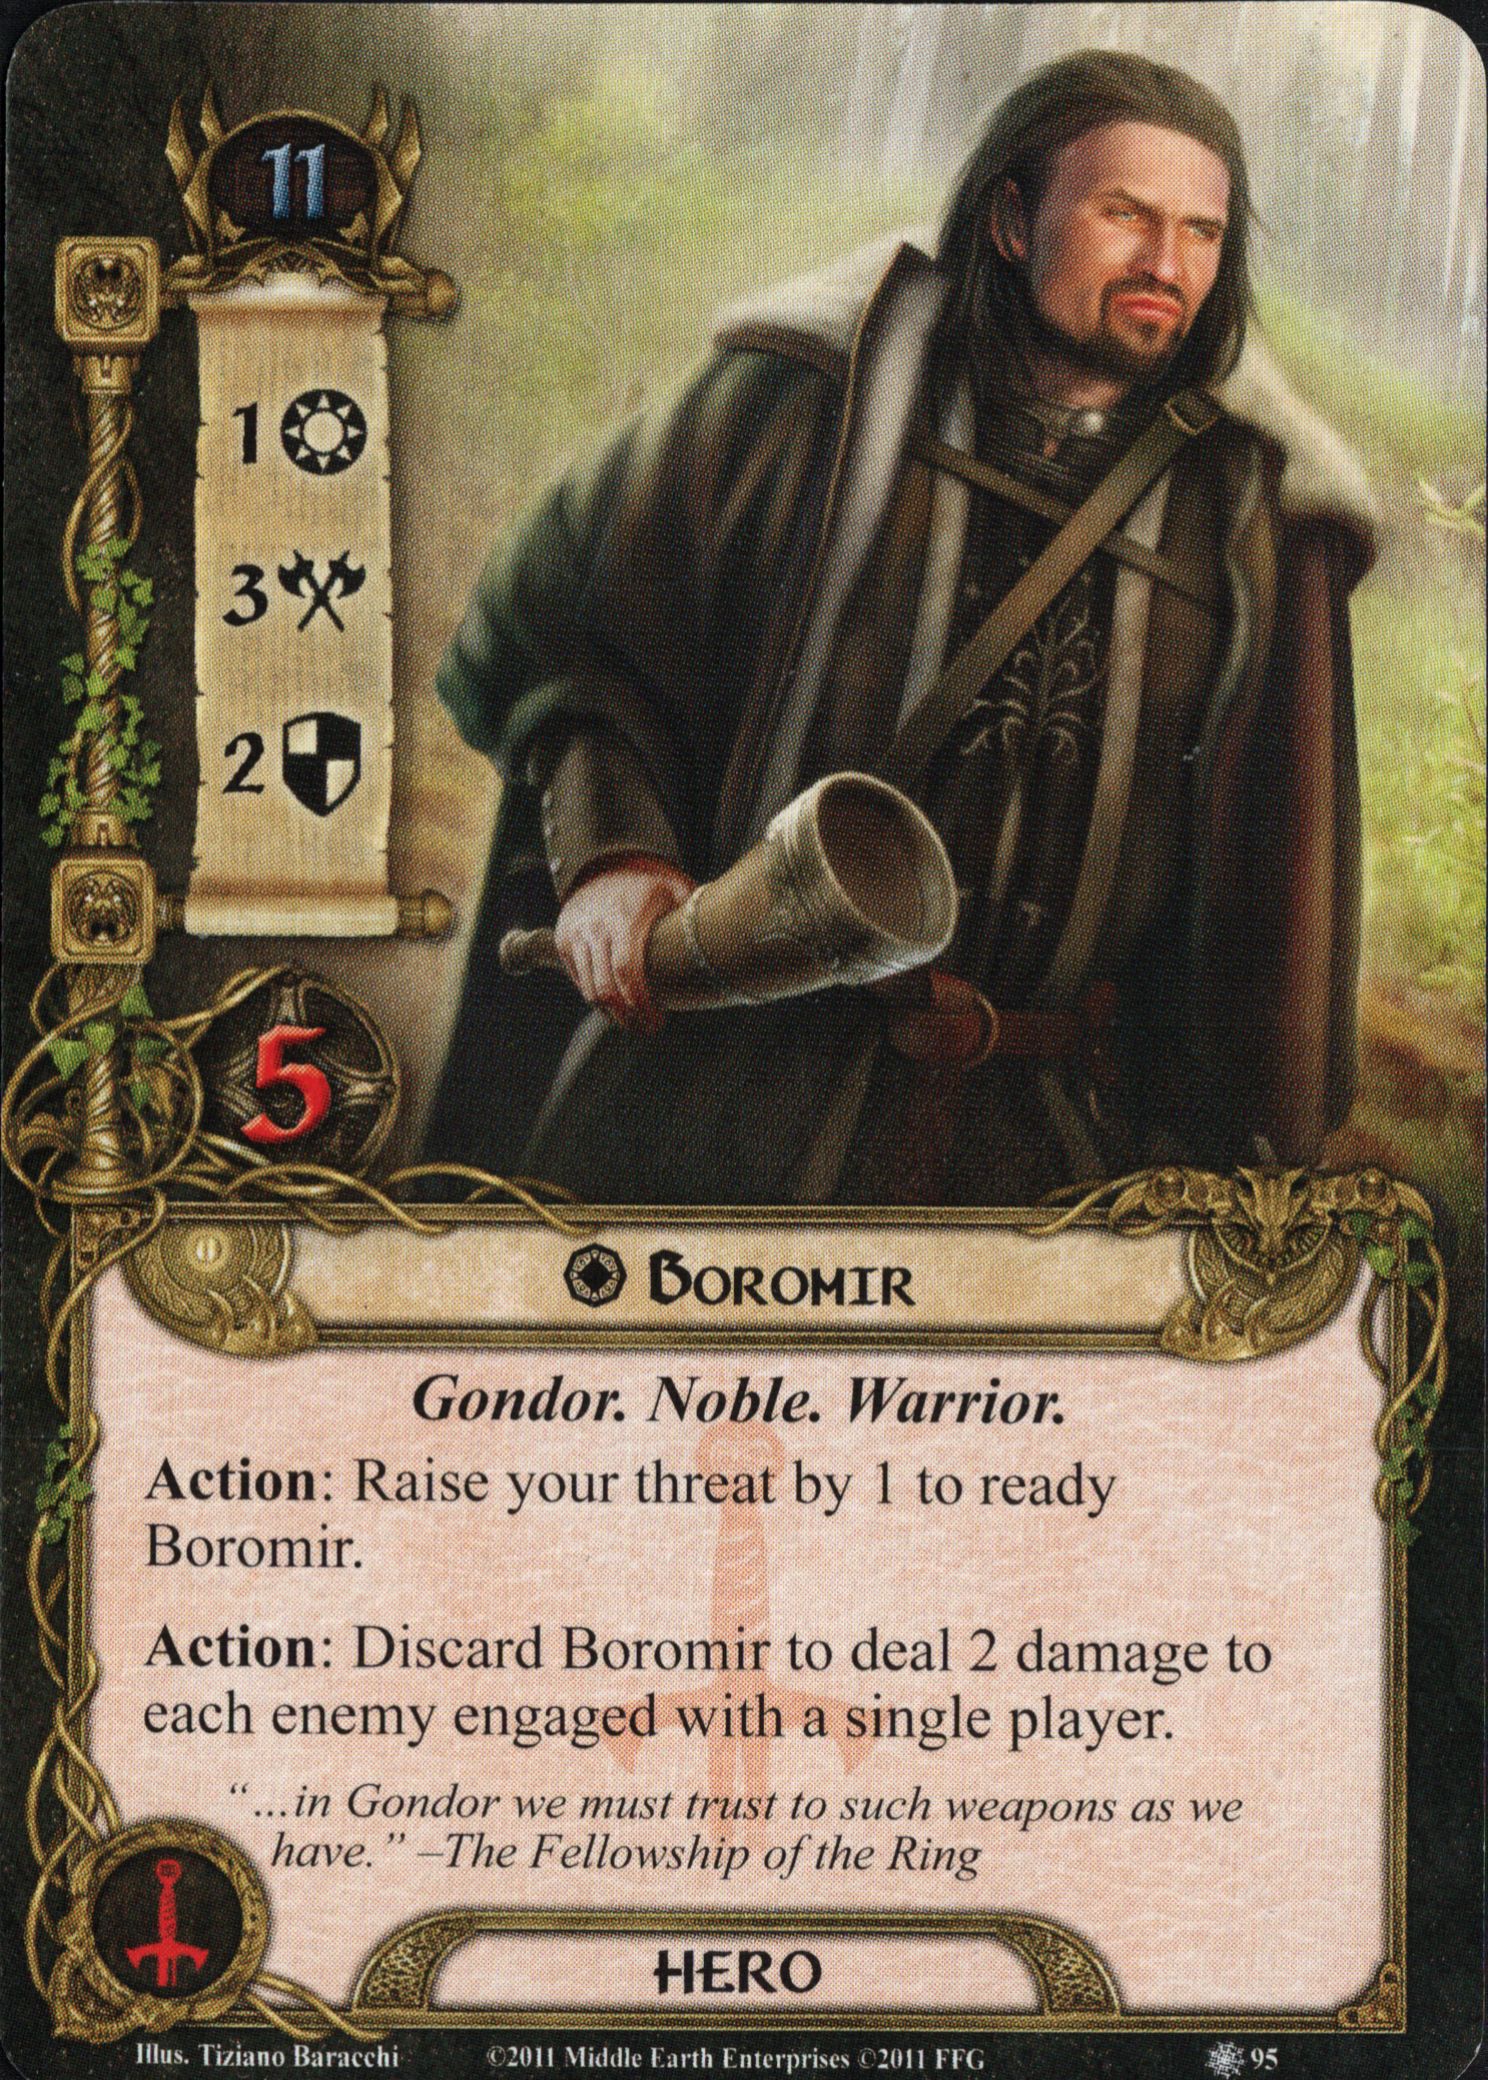 11
1
3
2
5
Boromir
Gondor. Noble. Warrior.
Action: Raise your threat by 1 to ready
Boromir.
Action: Discard Boromir to deal 2 damage to
each enemy engaged with a single player.
“...in Gondor we must trust to such weapons as we
have.” –The Fellowship of the Ring
HERO
Illus. Tiziano Baracchi ©2011 Middle Earth Enterprises ©2011 FFG 95